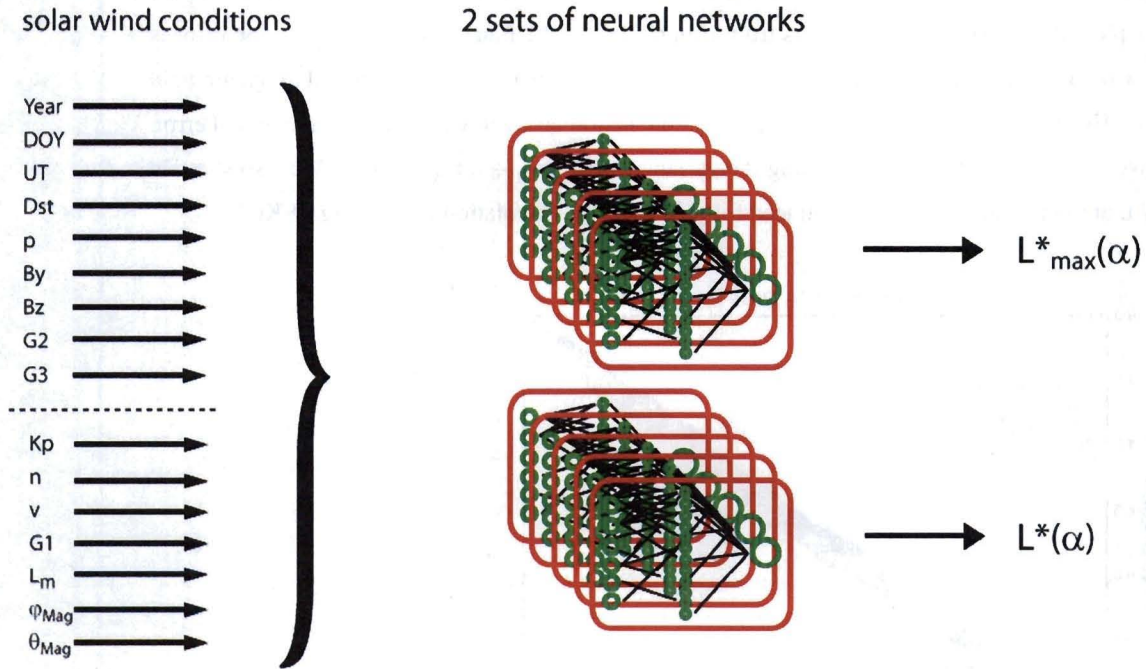 solar wind conditions
2 sets of neural networks
Year
DOY
UT
Dst
p
By
Bz
G2
G3
Kp
n
v
G1
Lm
φMag
θMag
L*max(α)
L*(α)